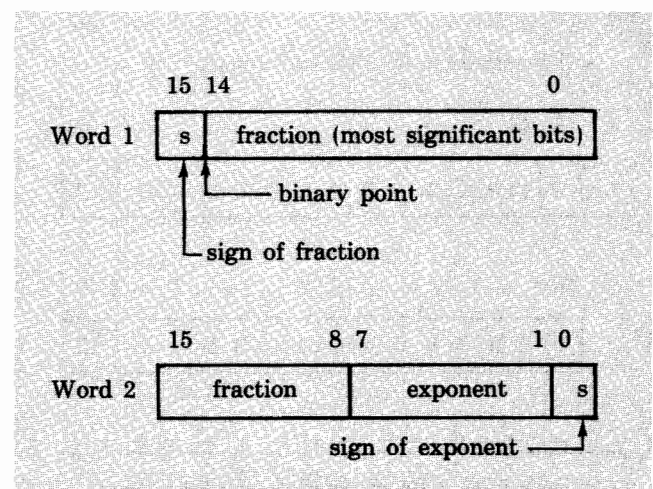 15 14 0
Word 1 s fraction (most significant bits)
binary point
sign of fraction
15 8 7 1 0
Word 2 fraction exponent s
sign of exponent